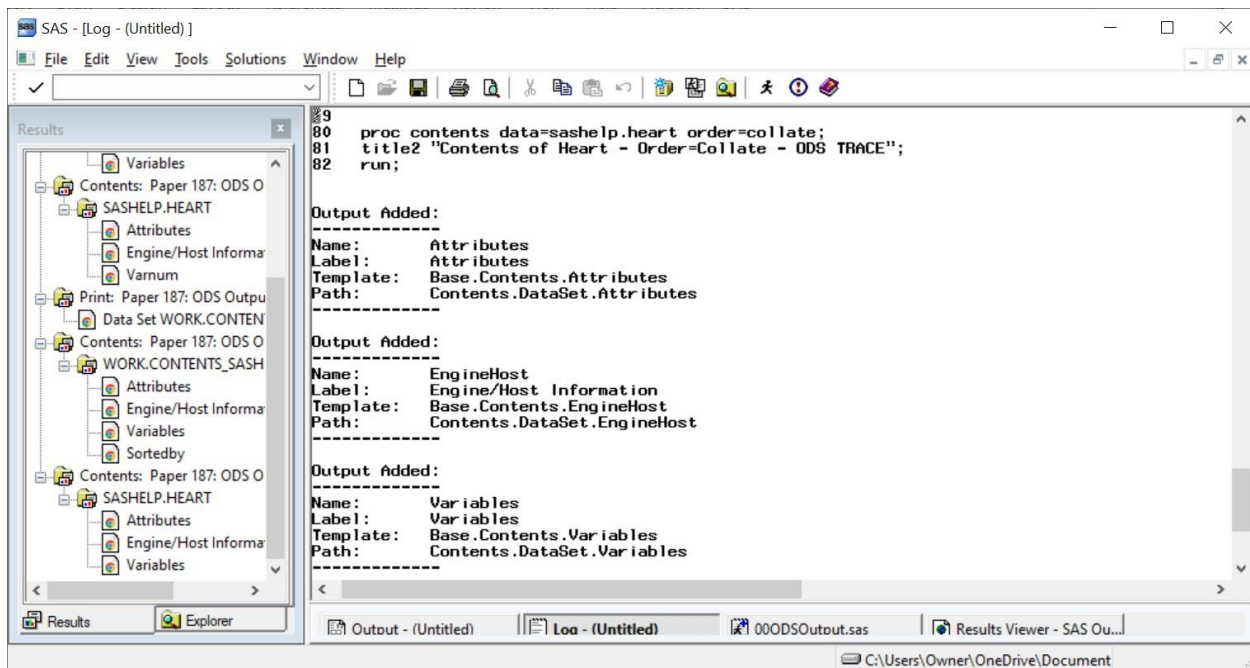 SAS - [Log - (Untitled) ]
File Edit View Tools Solutions Window Help
Results
Variables
Contents: Paper 187: ODS O
SASHELP.HEART
Attributes
Engine/Host Informa
Varnum
Print: Paper 187: ODS Outpu
Data Set WORK.CONTEN
Contents: Paper 187: ODS O
WORK.CONTENTS_SASH
Attributes
Engine/Host Informa
Variables
Sortedby
Contents: Paper 187: ODS O
SASHELP.HEART
Attributes
Engine/Host Informa
Variables
Results Explorer
80 proc contents data=sashelp.heart order=collate;
81 title2 "Contents of Heart - Order=Collate - ODS TRACE";
82 run;
Output Added:
-------------
Name: Attributes
Label: Attributes
Template: Base.Contents.Attributes
Path: Contents.DataSet.Attributes
-------------
Output Added:
-------------
Name: EngineHost
Label: Engine/Host Information
Template: Base.Contents.EngineHost
Path: Contents.DataSet.EngineHost
-------------
Output Added:
-------------
Name: Variables
Label: Variables
Template: Base.Contents.Variables
Path: Contents.DataSet.Variables
-------------
Output - (Untitled) Log - (Untitled) 00ODSOutput.sas Results Viewer - SAS Ou...
C:\Users\Owner\OneDrive\Document